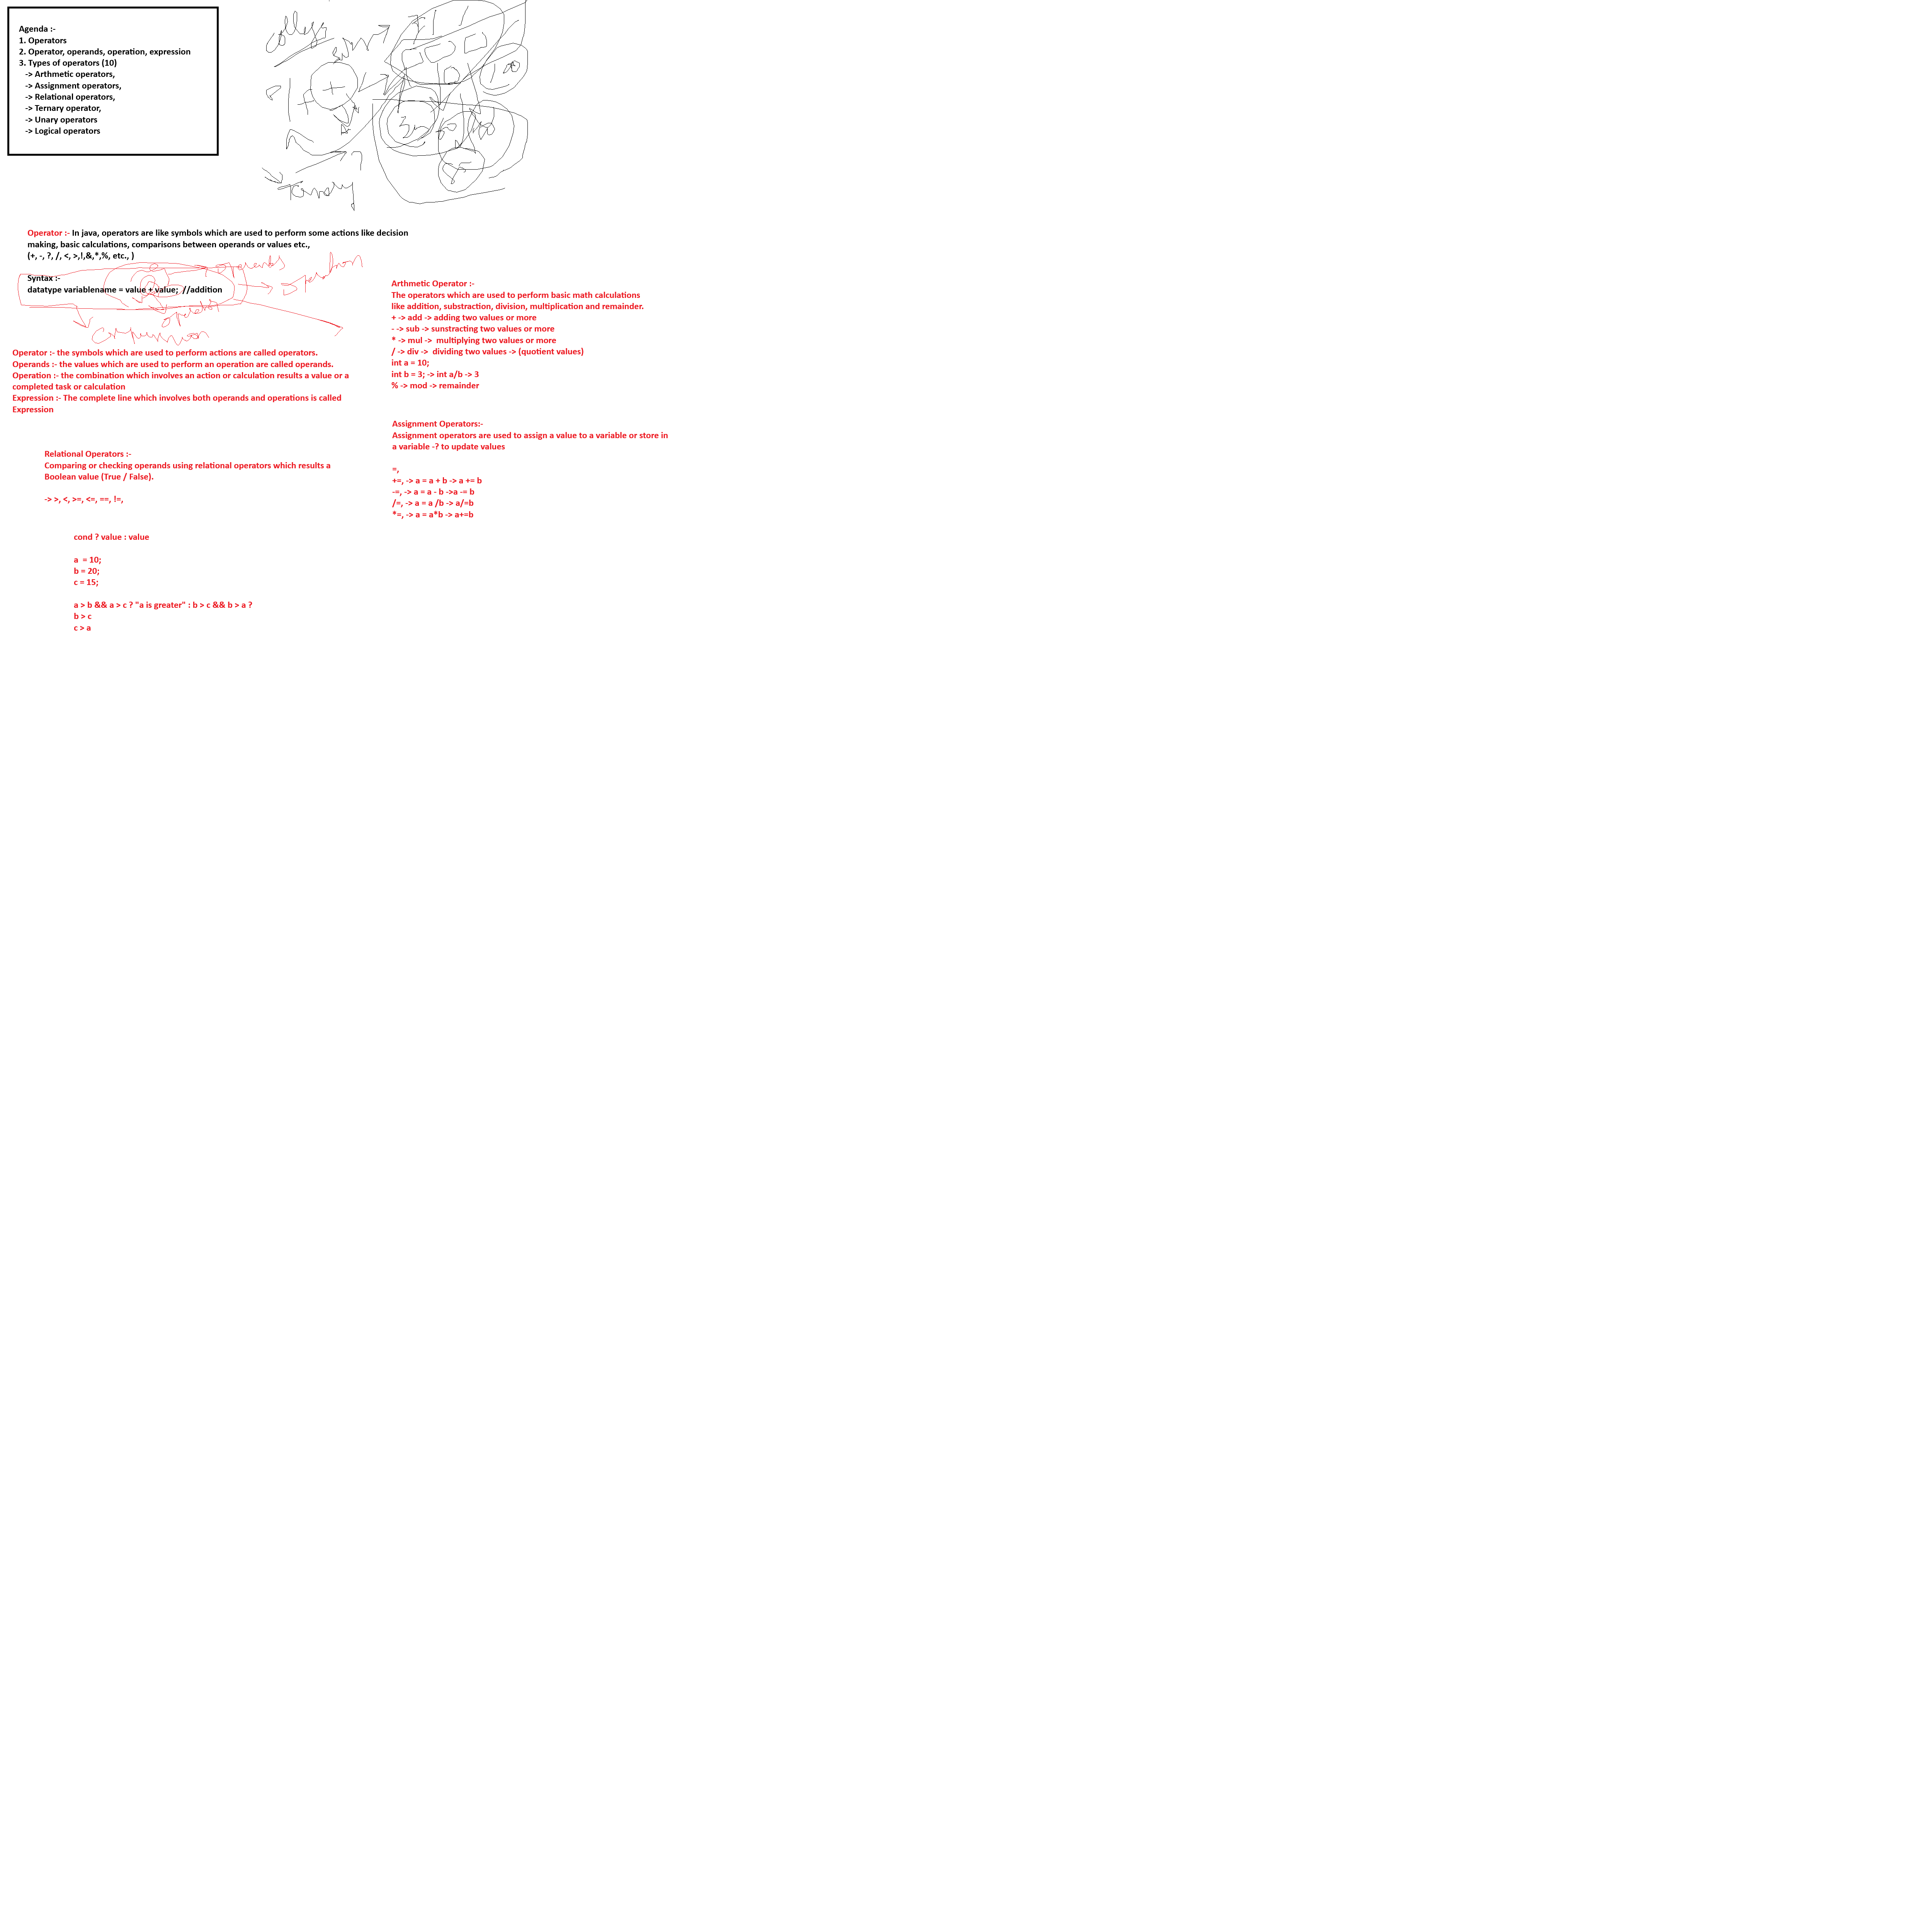 Agenda :-
1. Operators
2. Operator, operands, operation, expression
3. Types of operators (10)
-> Arthmetic operators,
-> Assignment operators,
-> Relational operators,
-> Ternary operator,
-> Unary operators
-> Logical operators
Operator :- In java, operators are like symbols which are used to perform some actions like decision
making, basic calculations, comparisons between operands or values etc.,
(+, -, ?, /, <, >,!,&,*,%, etc., )
Syntax :-
datatype variablename = value + value;  //addition
operands
operator
Operator :- the symbols which are used to perform actions are called operators.
Operands :- the values which are used to perform an operation are called operands.
Operation :- the combination which involves an action or calculation results a value or a
completed task or calculation
Expression :- The complete line which involves both operands and operations is called
Expression
Arthmetic Operator :-
The operators which are used to perform basic math calculations
like addition, substraction, division, multiplication and remainder.
+ -> add -> adding two values or more
- -> sub -> sunstracting two values or more
* -> mul ->  multiplying two values or more
/ -> div ->  dividing two values -> (quotient values)
int a = 10;
int b = 3; -> int a/b -> 3
% -> mod -> remainder
Assignment Operators:-
Assignment operators are used to assign a value to a variable or store in
a variable -? to update values
=,
+=, -> a = a + b -> a += b
-=, -> a = a - b ->a -= b
/=, -> a = a /b -> a/=b
*=, -> a = a*b -> a+=b
Relational Operators :-
Comparing or checking operands using relational operators which results a
Boolean value (True / False).
-> >, <, >=, <=, ==, !=,
cond ? value : value
a  = 10;
b = 20;
c = 15;
a > b && a > c ? "a is greater" : b > c && b > a ?
b > c
c > a